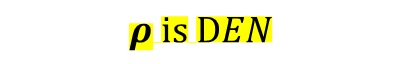 𝝆 is D𝐸𝑁